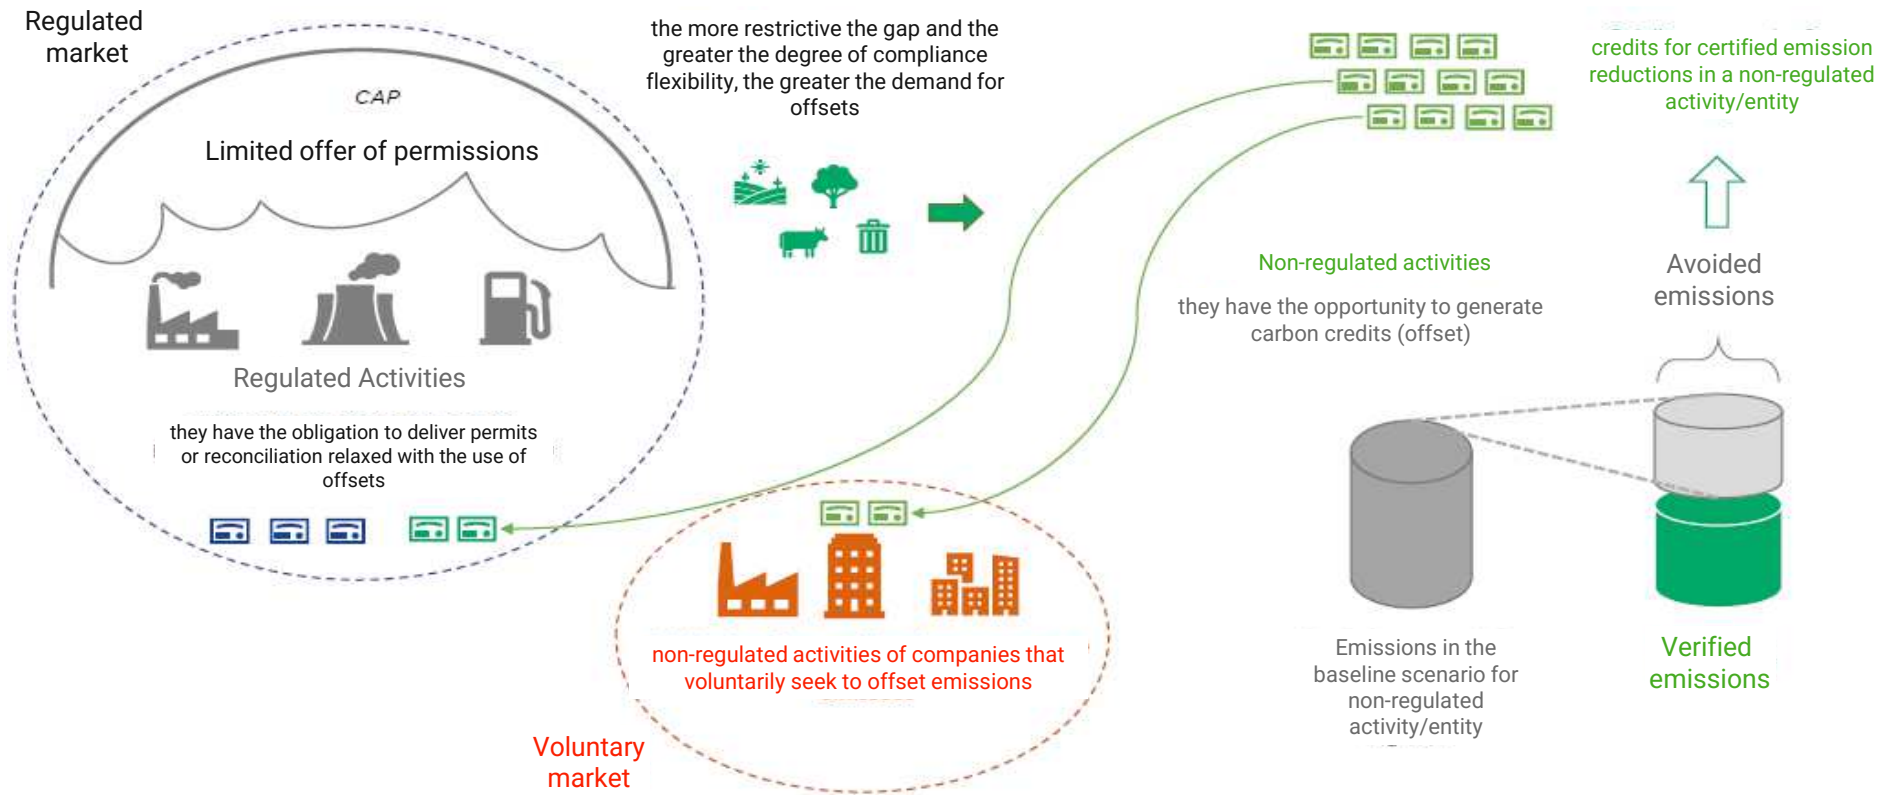 Regulated
market
CAP
Limited offer of permissions
Regulated Activities
they have the obligation to deliver permits
or reconciliation relaxed with the use of
offsets
the more restrictive the gap and the
greater the degree of compliance
flexibility, the greater the demand for
offsets
credits for certified emission
reductions in a non-regulated
activity/entity
Non-regulated activities
they have the opportunity to generate
carbon credits (offset)
Avoided
emissions
Emissions in the
baseline scenario for
non-regulated
activity/entity
Verified
emissions
non-regulated activities of companies that
voluntarily seek to offset emissions
Voluntary
market